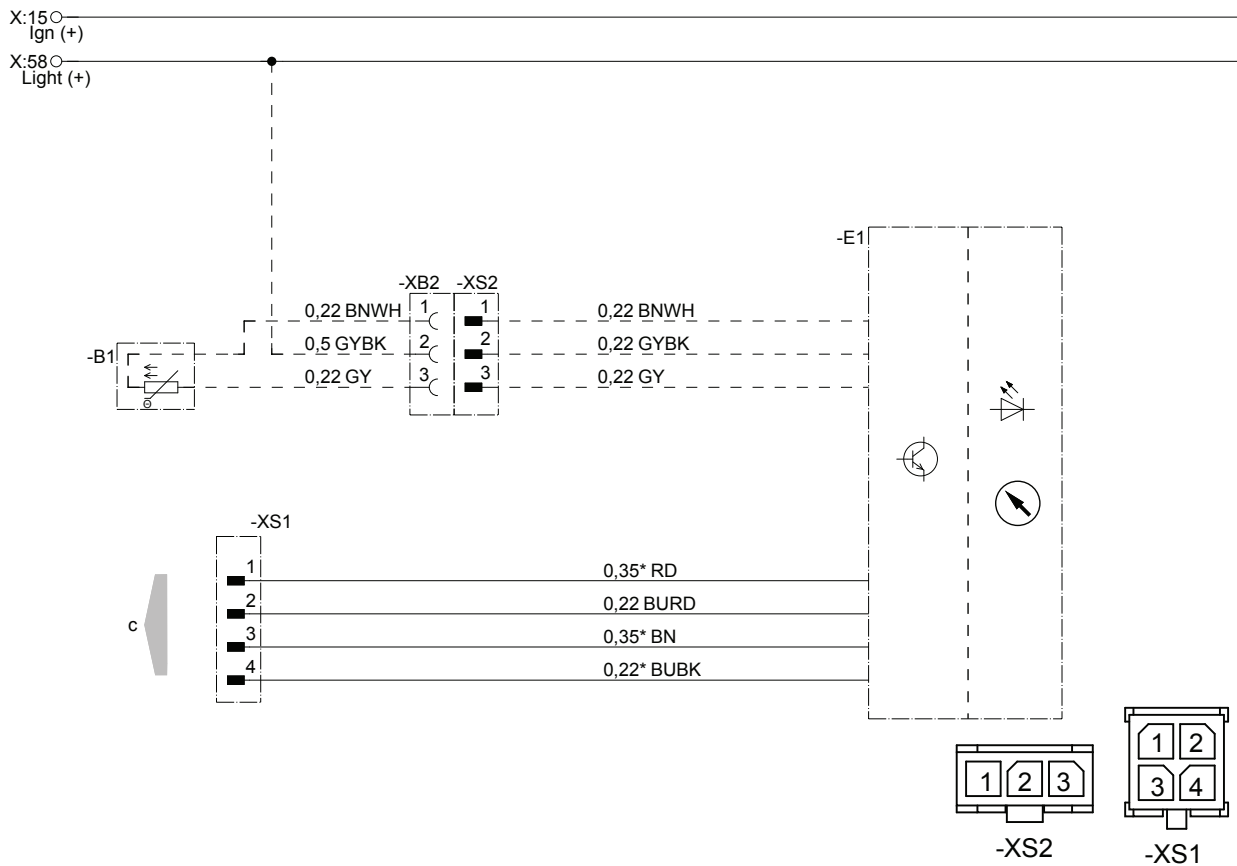 X:15
Ign (+)
X:58
Light (+)
-E1
-XB2 -XS2
0,22 BNWH 1 1 0,22 BNWH
-B1 0,5 GYBK 2 2 0,22 GYBK
0,22 GY 3 3 0,22 GY
Θ
-XS1
1 0,35* RD
2 0,22 BURD
c 3 0,35* BN
4 0,22* BUBK
1 2
1 2 3
3 4
-XS2
-XS1